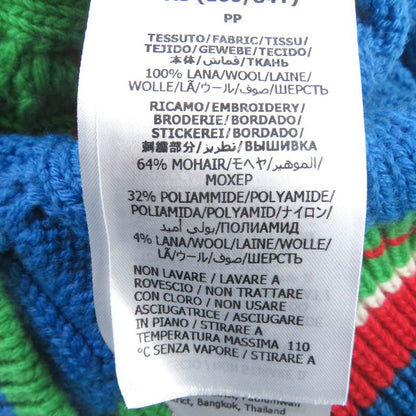 PP
TESSUTO/FABRIC/TISSU/
TEJIDO/GEWEBE/TECIDO/
本体/قماش/ТКАНЬ
100% LANA/WOOL/LAINE/
WOLLE/LÃ/ウール/صوف/ШЕРСТЬ
RICAMO/EMBROIDERY/
BRODERIE/BORDADO/
STICKEREI/BORDADO/
刺繍部分/تطريز/ВЫШИВКА
64% MOHAIR/モヘヤ/الموهير/
МОХЕР
32% POLIAMMIDE/POLYAMIDE/
POLIAMIDA/POLYAMID/ナイロン/
POLIAMIDA/بولي أميد/ПОЛИАМИД
4% LANA/WOOL/LAINE/WOLLE/
LÃ/ウール/صوف/ШЕРСТЬ
NON LAVARE / LAVARE A
ROVESCIO / NON TRATTARE
CON CLORO / NON USARE
ASCIUGATRICE / ASCIUGARE
IN PIANO / STIRARE A
TEMPERATURA MASSIMA 110
°C SENZA VAPORE / STIRARE A
Bangkok, Thailand